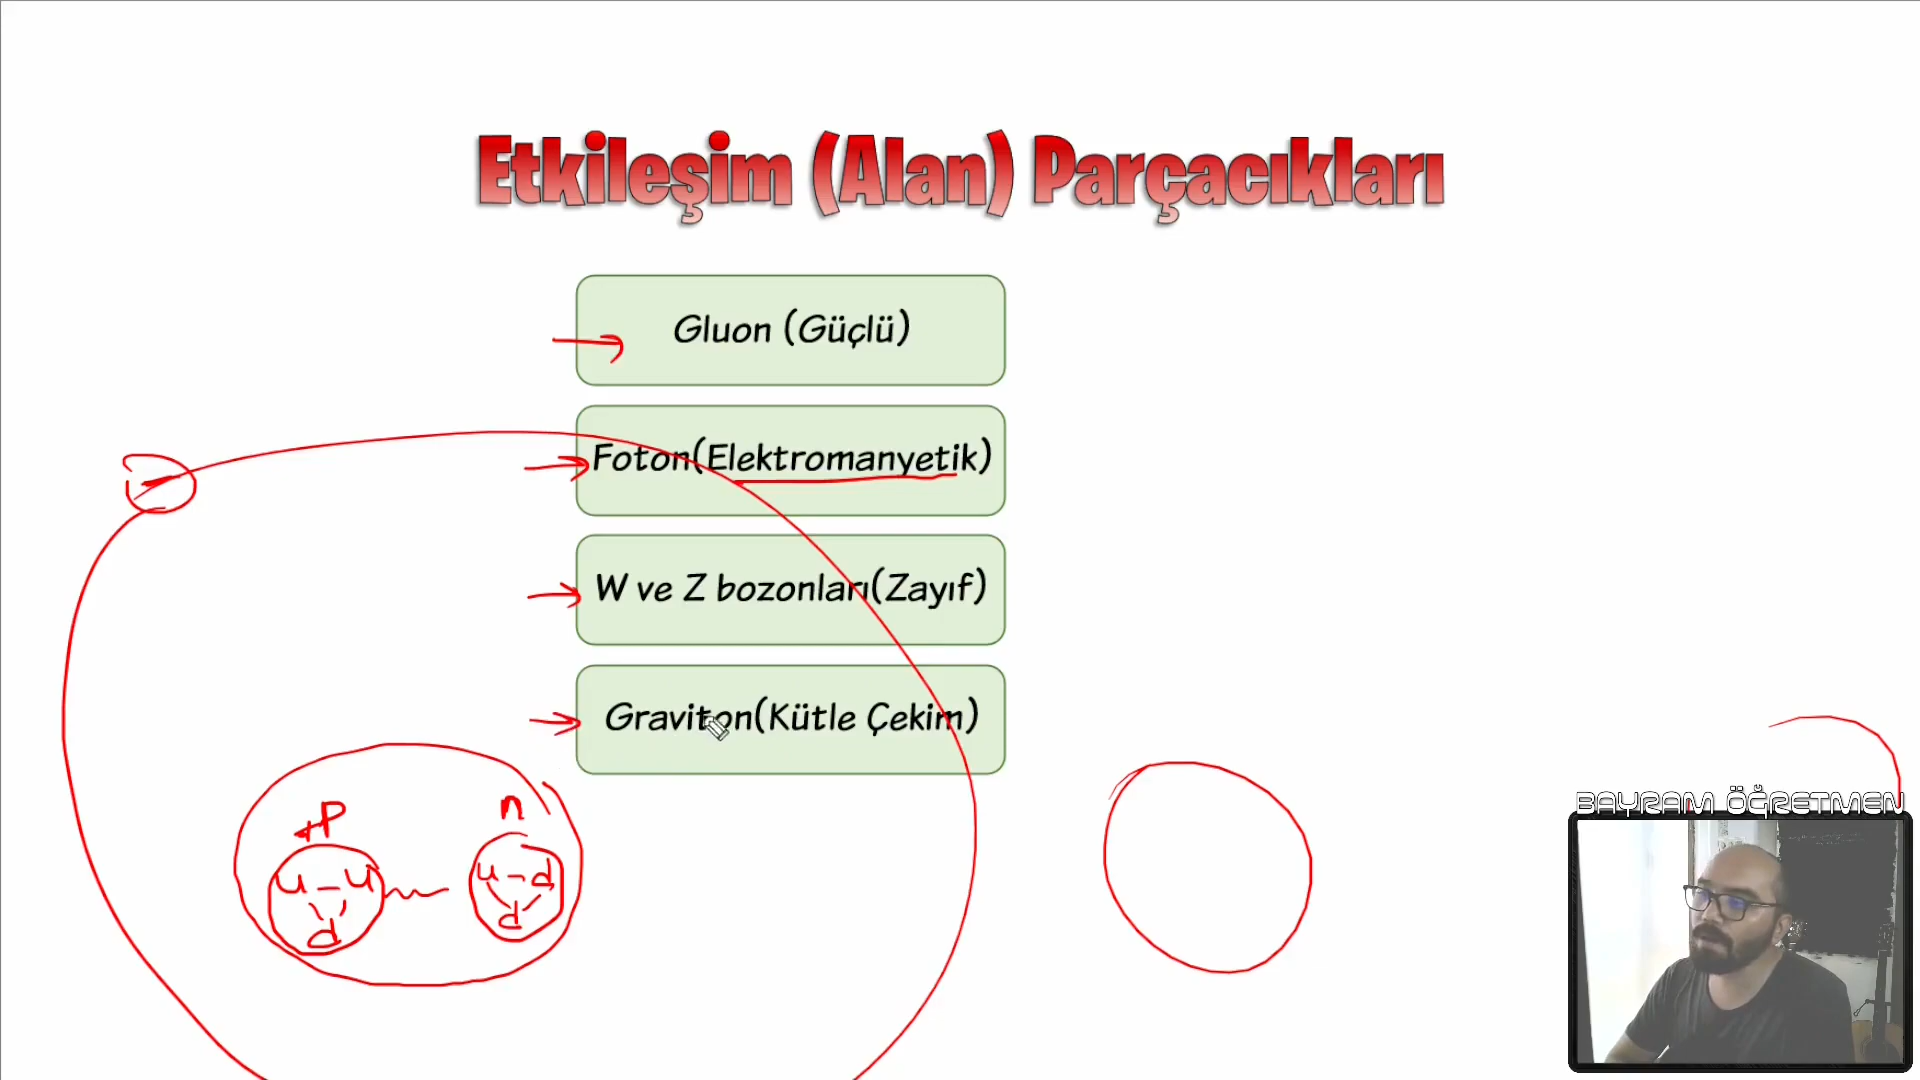 Etkileşim (Alan) Parçacıkları
Gluon (Güçlü)
Foton(Elektromanyetik)
W ve Z bozonları(Zayıf)
Graviton(Kütle Çekim)
+P
n
u u
d
u d
d
BAYRAM ÖĞRETMEN